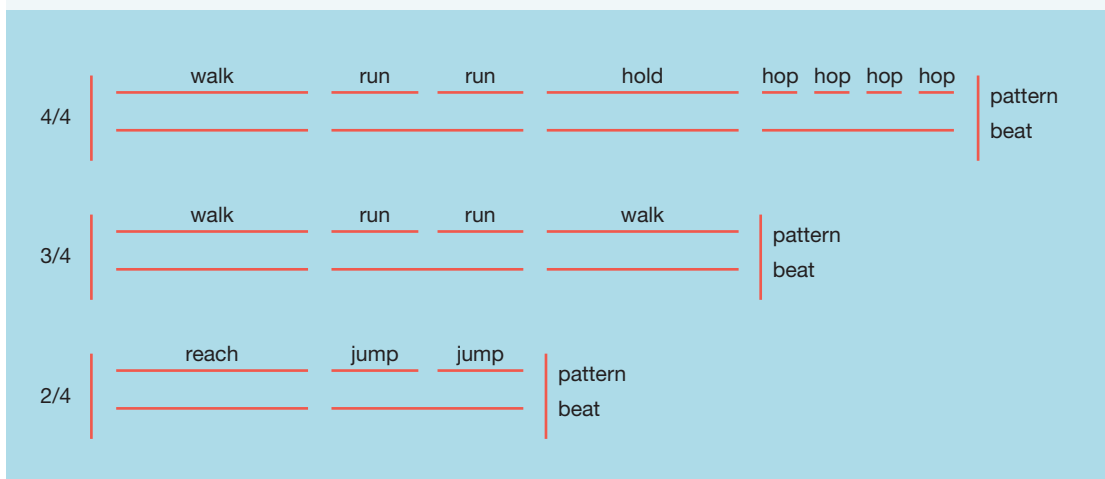 walk run run hold hop hop hop hop
pattern
4/4
beat
walk run run walk
pattern
3/4
beat
reach jump jump
pattern
2/4
beat